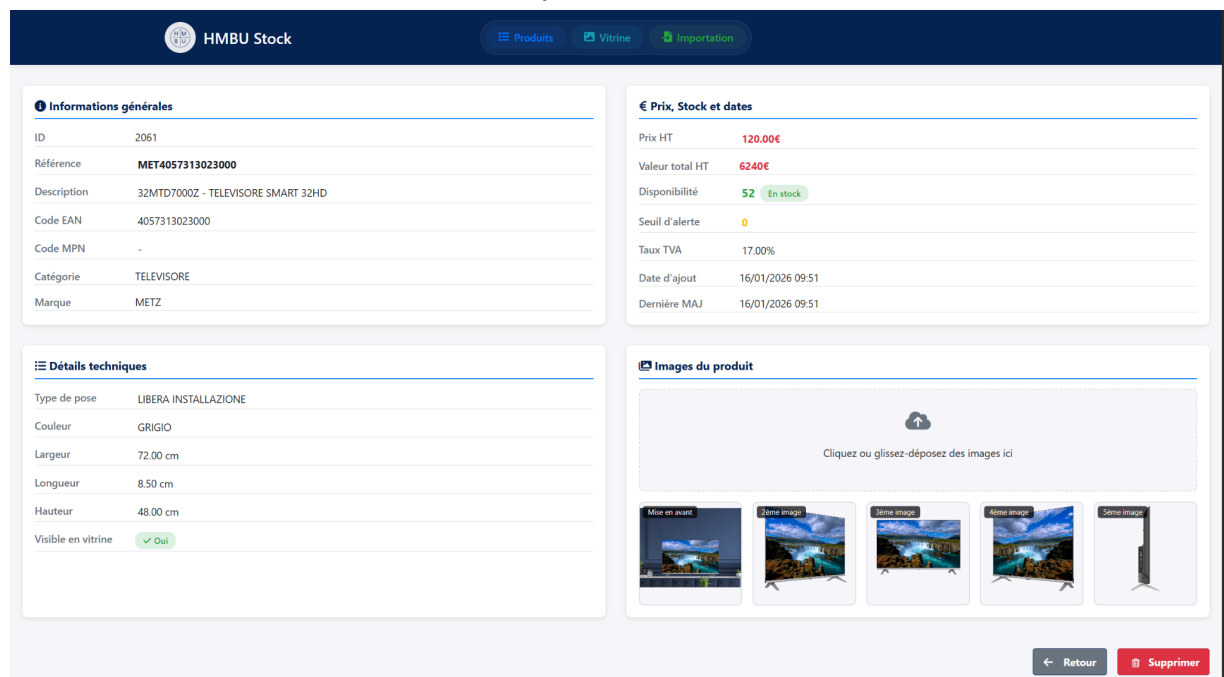 HM
BU
HMBU Stock
Produits
Vitrine
Importation
Informations générales
ID 2061
Référence MET4057313023000
Description 32MTD7000Z - TELEVISORE SMART 32HD
Code EAN 4057313023000
Code MPN -
Catégorie TELEVISORE
Marque METZ
€ Prix, Stock et dates
Prix HT 120.00€
Valeur total HT 6240€
Disponibilité 52 En stock
Seuil d'alerte 0
Taux TVA 17.00%
Date d'ajout 16/01/2026 09:51
Dernière MAJ 16/01/2026 09:51
Détails techniques
Type de pose LIBERA INSTALLAZIONE
Couleur GRIGIO
Largeur 72.00 cm
Longueur 8.50 cm
Hauteur 48.00 cm
Visible en vitrine Oui
Images du produit
Cliquez ou glissez-déposez des images ici
Mise en avant
2ème image
3ème image
4ème image
5ème image
Retour
Supprimer